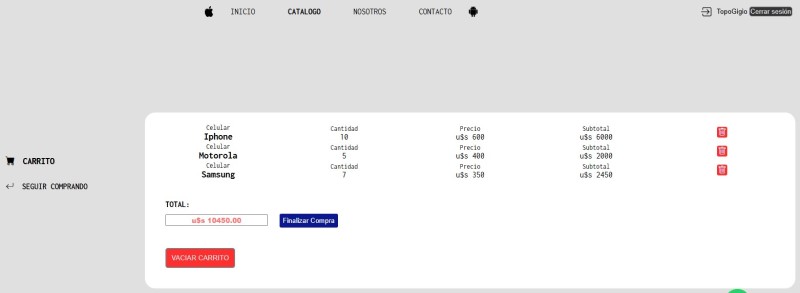 INICIO CATALOGO NOSOTROS CONTACTO TopoGigio Cerrar sesión
Celular Cantidad Precio Subtotal
Iphone 10 u$s 600 u$s 6000
Celular Cantidad Precio Subtotal
Motorola 5 u$s 400 u$s 2000
Celular Cantidad Precio Subtotal
Samsung 7 u$s 350 u$s 2450
CARRITO
SEGUIR COMPRANDO
TOTAL:
u$s 10450.00 Finalizar Compra
VACIAR CARRITO